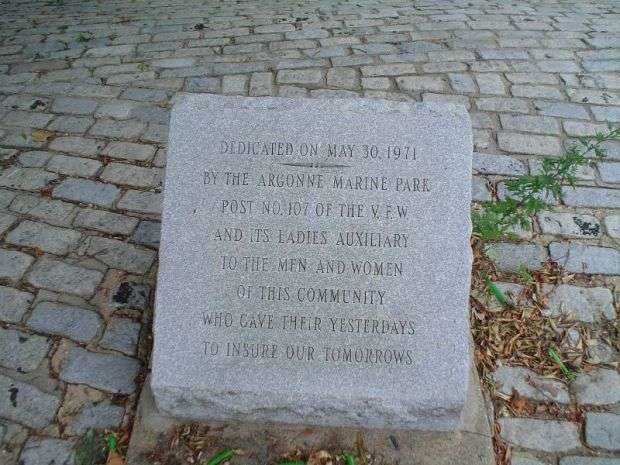 DEDICATED ON MAY 30, 1971
BY THE ARGONNE MARINE PARK
POST NO. 107 OF THE V.F.W
AND ITS LADIES AUXILIARY
TO THE MEN AND WOMEN
OF THIS COMMUNITY
WHO GAVE THEIR YESTERDAYS
TO INSURE OUR TOMORROWS